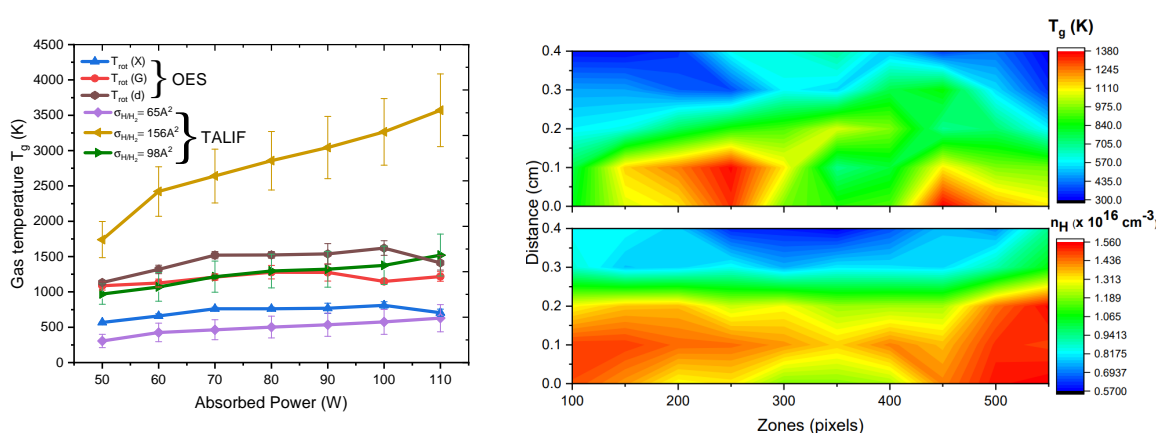 4500
4000
3500
3000
2500
2000
1500
1000
500
0
Gas temperature T_g (K)
T_rot (X)
T_rot (G)
T_rot (d)
OES
σ_H/H₂= 65A²
σ_H/H₂= 156A²
σ_H/H₂= 98A²
TALIF
50 60 70 80 90 100 110
Absorbed Power (W)
T_g (K)
0.4
0.3
0.2
0.1
0.0
1380
1245
1110
975.0
840.0
705.0
570.0
435.0
300.0
Distance (cm)
n_H (x 10¹⁶ cm⁻³)
0.4
0.3
0.2
0.1
0.0
1.560
1.436
1.313
1.189
1.065
0.9413
0.8175
0.6937
0.5700
100 200 300 400 500
Zones (pixels)